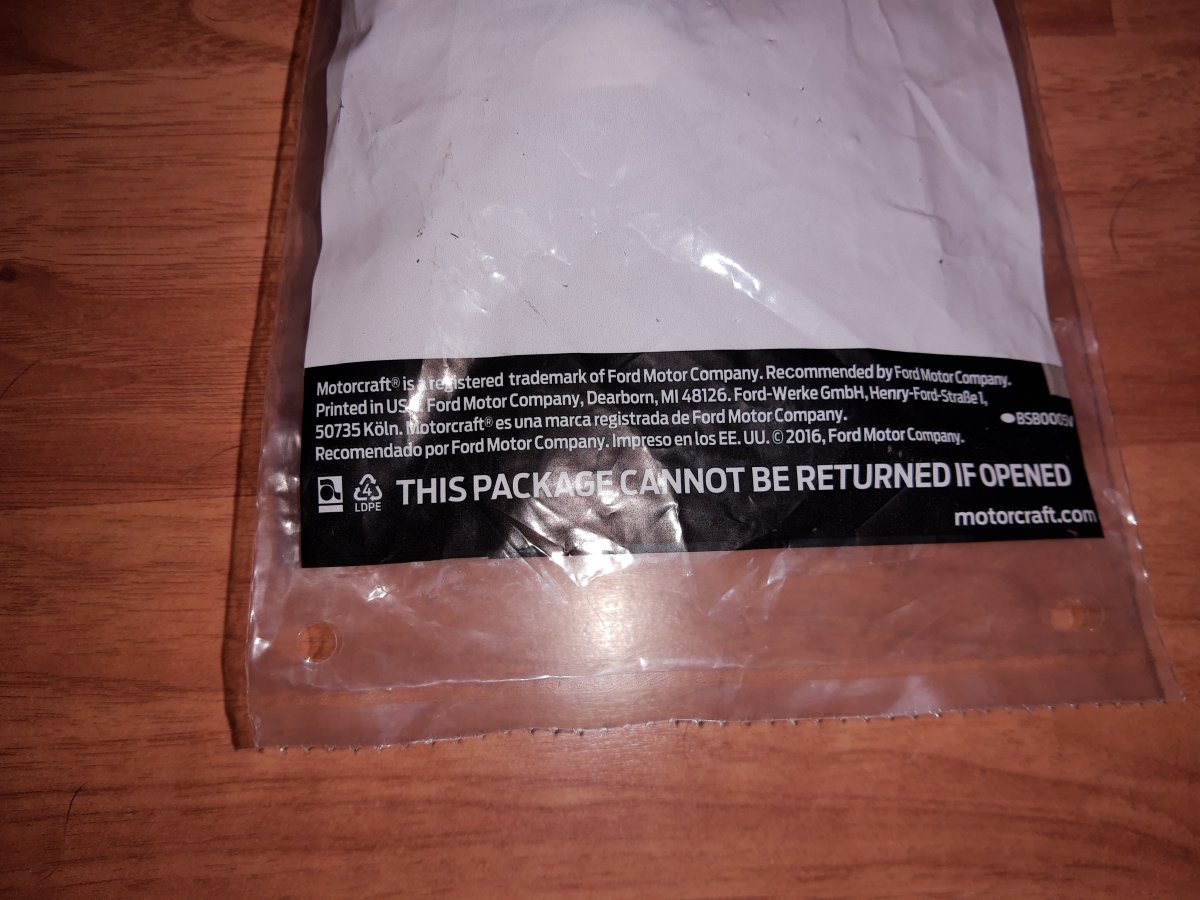 Motorcraft® is a registered trademark of Ford Motor Company. Recommended by Ford Motor Company.
Printed in USA. Ford Motor Company, Dearborn, MI 48126. Ford-Werke GmbH, Henry-Ford-Straße 1,
50735 Köln. Motorcraft® es una marca registrada de Ford Motor Company.
Recomendado por Ford Motor Company. Impreso en los EE. UU. © 2016, Ford Motor Company.
BSB0005V
4
LDPE
THIS PACKAGE CANNOT BE RETURNED IF OPENED
motorcraft.com